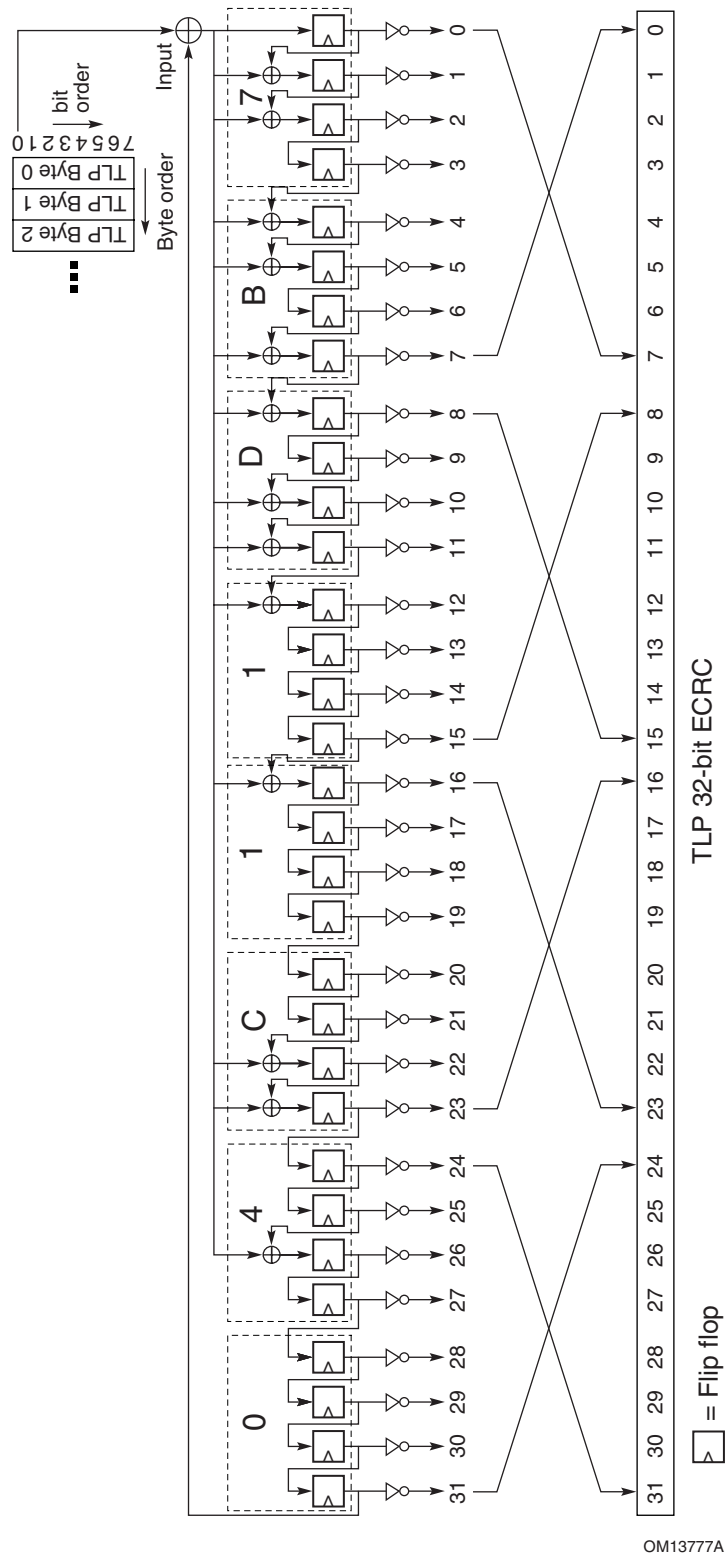 Input
bit
order
76543210
TLP Byte 0
TLP Byte 1
TLP Byte 2
Byte order
0 4 C 1 1 D B 7
31 30 29 28 27 26 25 24 23 22 21 20 19 18 17 16 15 14 13 12 11 10 9 8 7 6 5 4 3 2 1 0
31 30 29 28 27 26 25 24 23 22 21 20 19 18 17 16 15 14 13 12 11 10 9 8 7 6 5 4 3 2 1 0
TLP 32-bit ECRC
= Flip flop
OM13777A